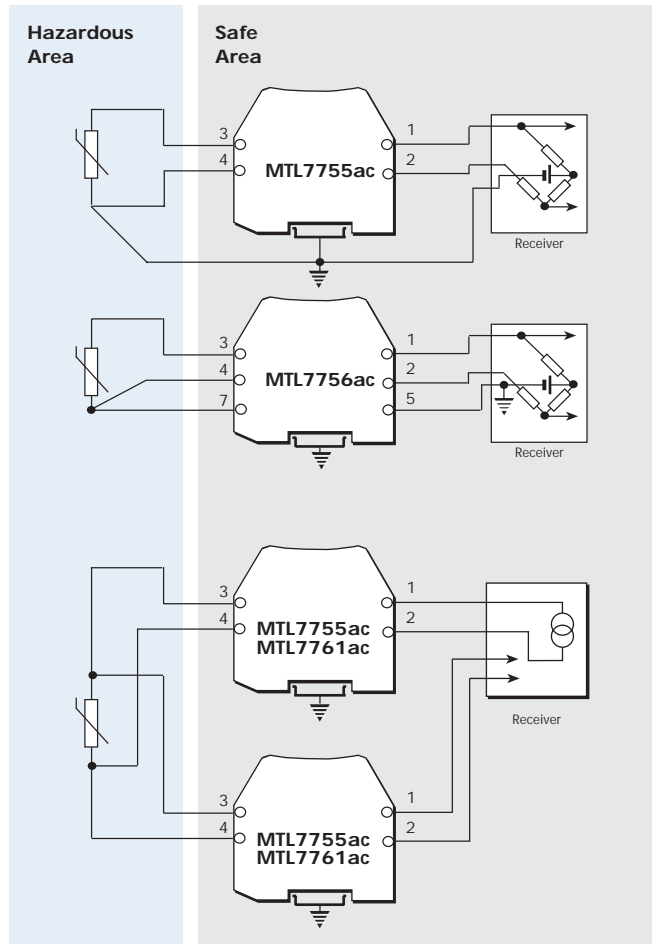 Hazardous
Area
Safe
Area
3
4
MTL7755ac
1
2
Receiver
3
4
7
MTL7756ac
1
2
5
Receiver
3
4
MTL7755ac
MTL7761ac
1
2
Receiver
3
4
MTL7755ac
MTL7761ac
1
2